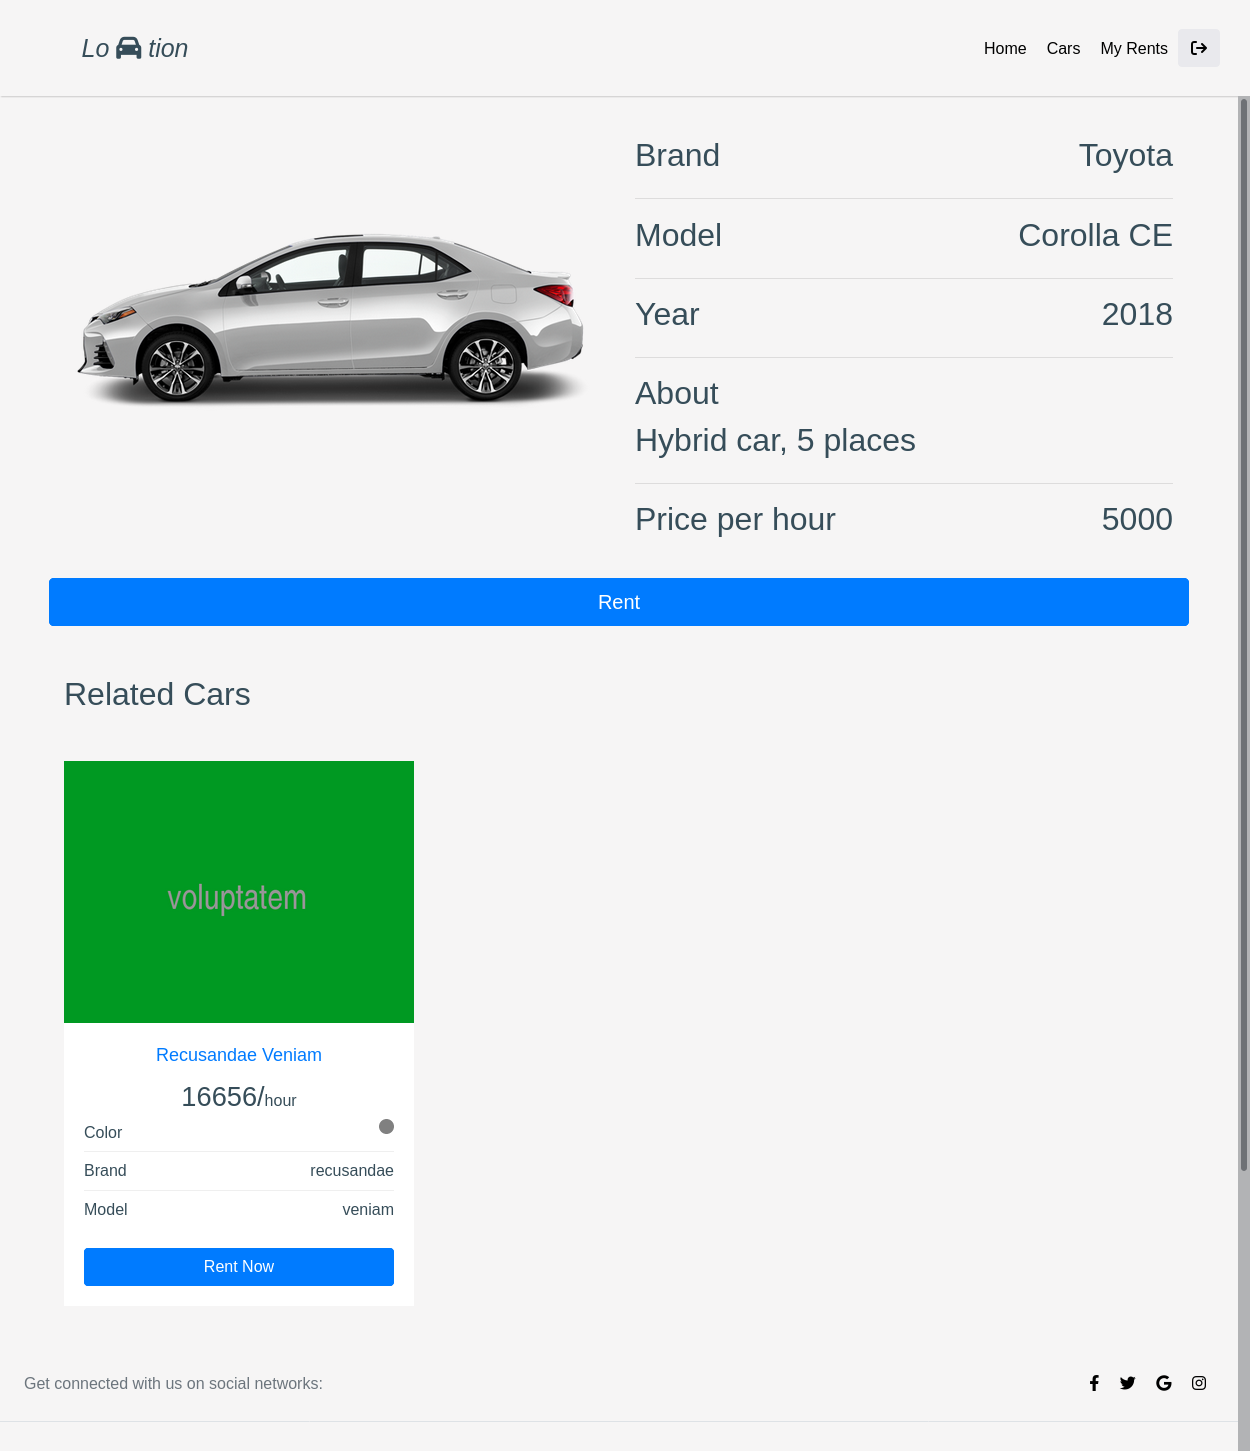 Lo tion
Home Cars My Rents
Brand Toyota
Model Corolla CE
Year 2018
About
Hybrid car, 5 places
Price per hour 5000
Rent
Related Cars
voluptatem
Recusandae Veniam
16656/hour
Color
Brand recusandae
Model veniam
Rent Now
Get connected with us on social networks: